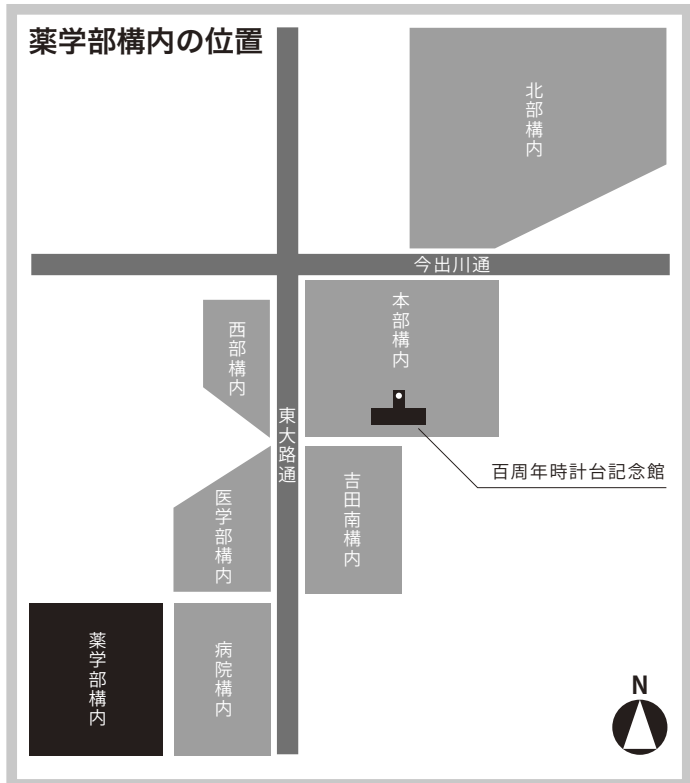 薬学部構内の位置
北部構内
今出川通
本部構内
西部構内
東大路通
百周年時計台記念館
吉田南構内
医学部構内
薬学部構内
病院構内
N